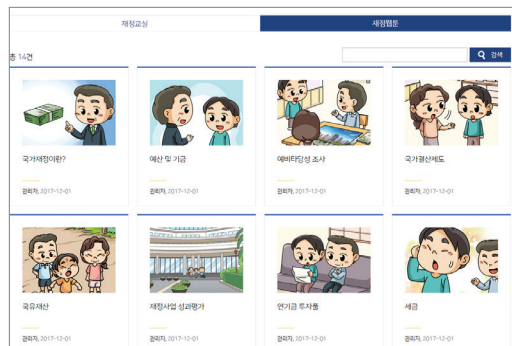 재정교실
재정웹툰
총 14건
검색
국가재정이란?
예산 및 기금
예비타당성 조사
국가결산제도
관리자, 2017-12-01
관리자, 2017-12-01
관리자, 2017-12-01
관리자, 2017-12-01
국유재산
재정사업 성과평가
연기금 투자풀
세금
관리자, 2017-12-01
관리자, 2017-12-01
관리자, 2017-12-01
관리자, 2017-12-01